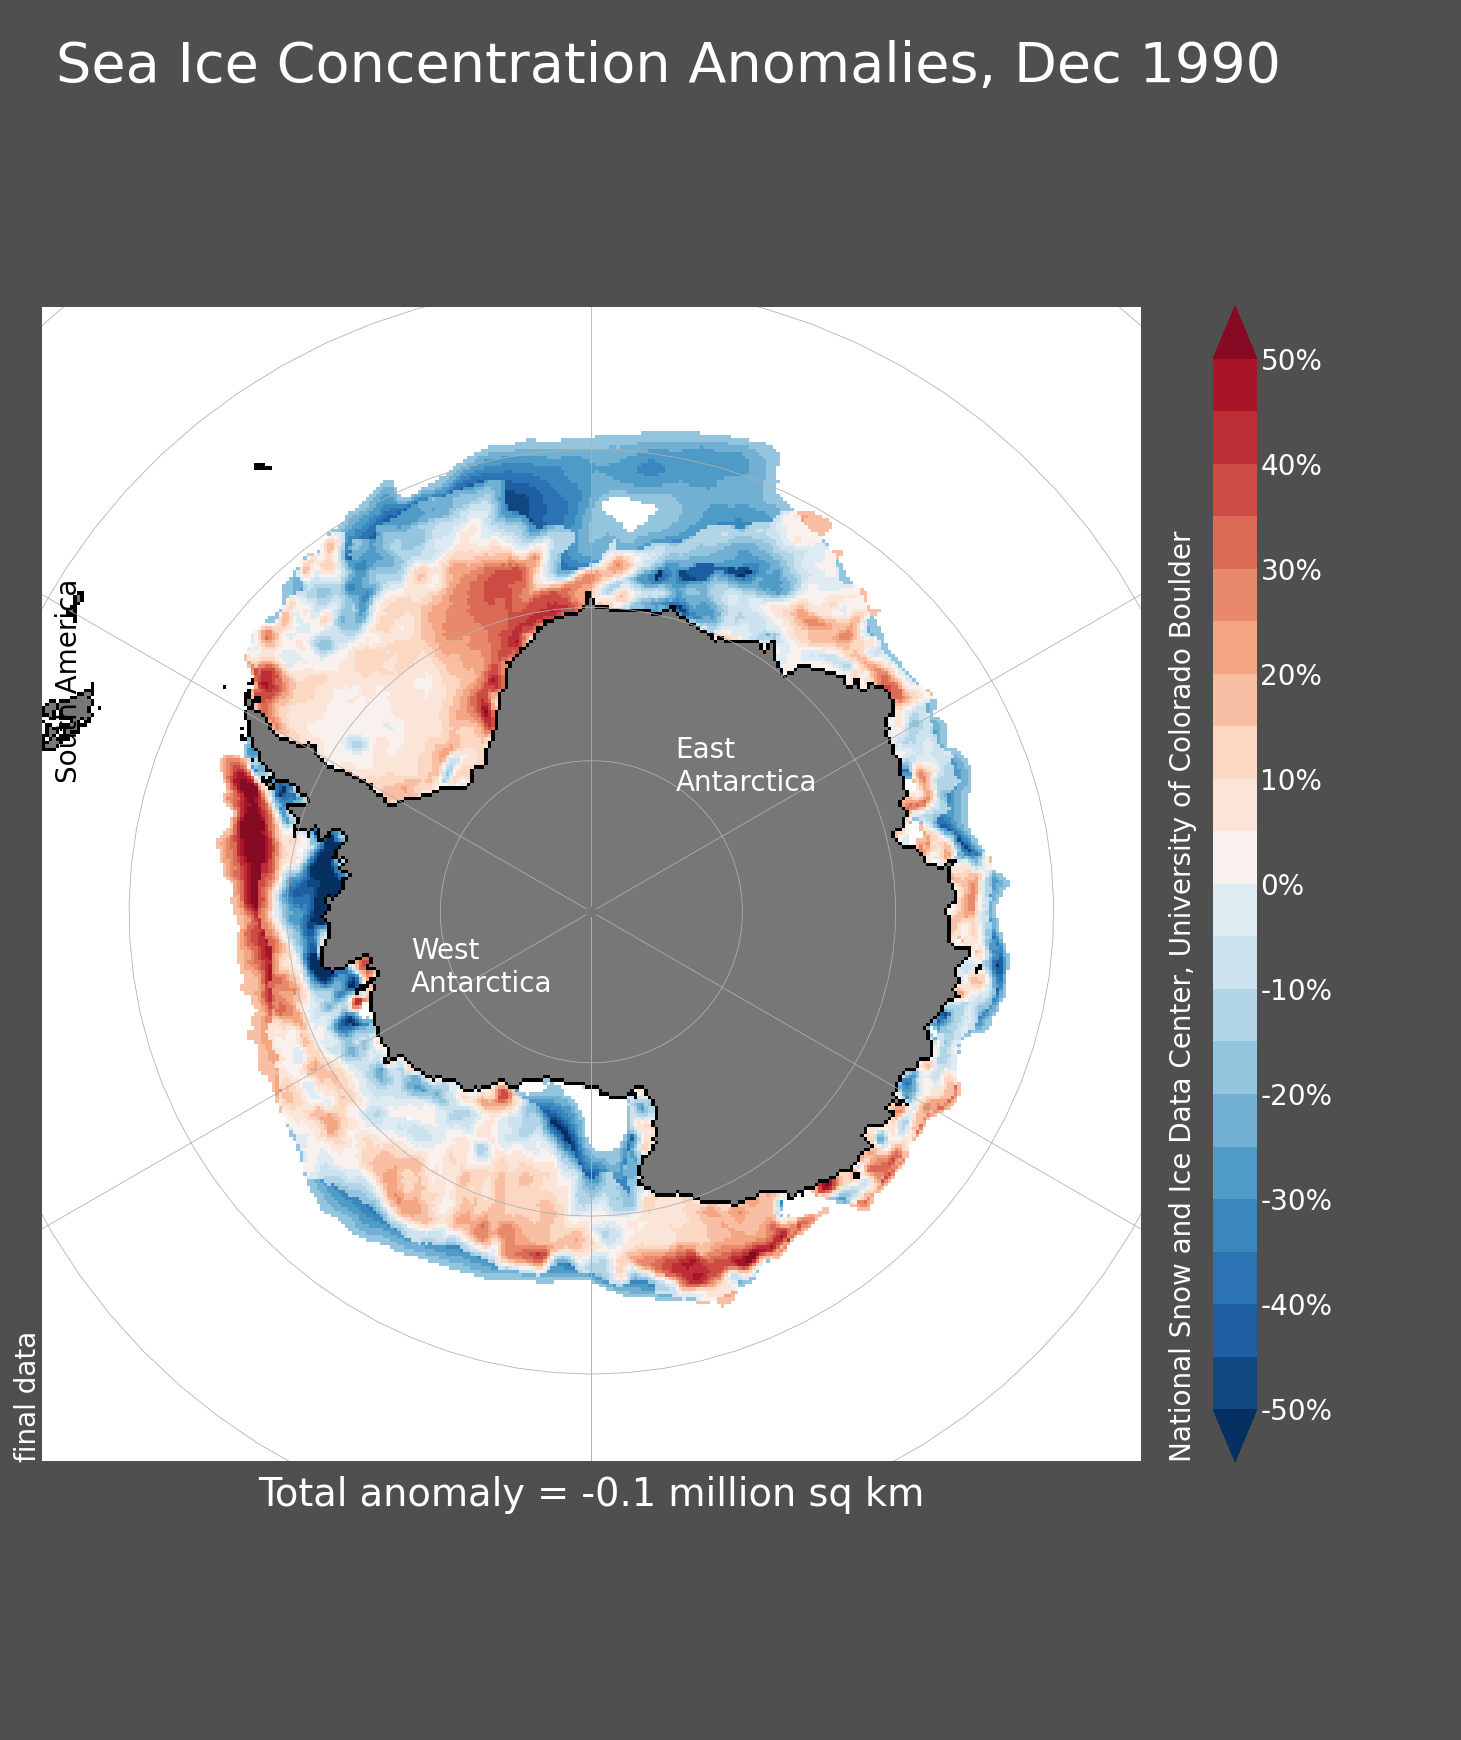 Sea Ice Concentration Anomalies, Dec 1990
South America
East
Antarctica
West
Antarctica
final data
National Snow and Ice Data Center, University of Colorado Boulder
50%
40%
30%
20%
10%
0%
-10%
-20%
-30%
-40%
-50%
Total anomaly = -0.1 million sq km